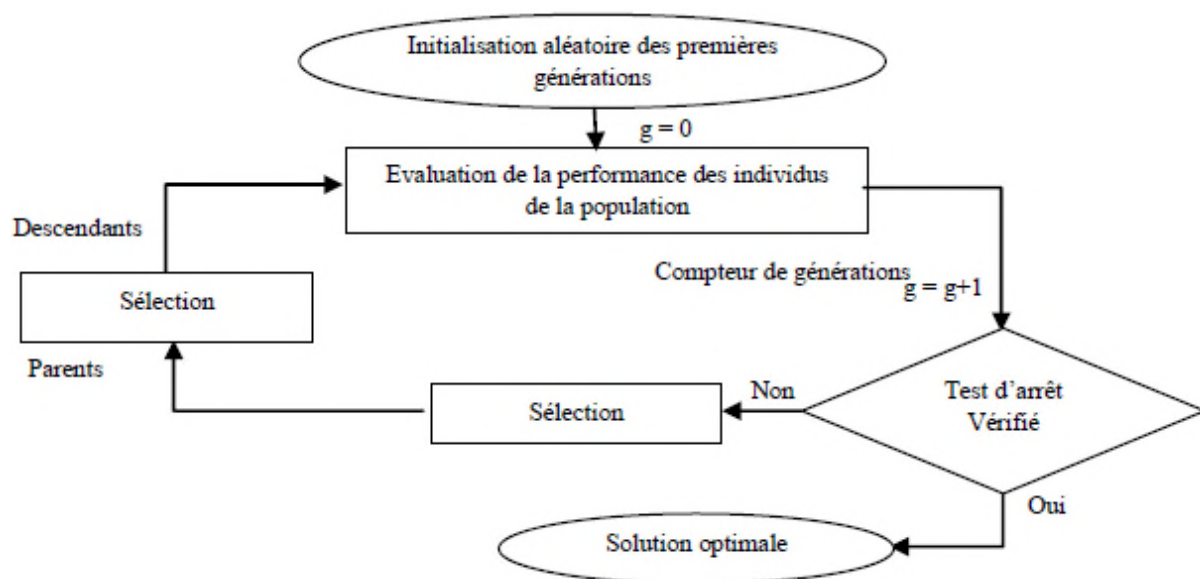 Initialisation aléatoire des premières
générations
g = 0
Evaluation de la performance des individus
de la population
Descendants
Compteur de générations
g = g+1
Sélection
Parents
Non
Sélection
Test d'arrêt
Vérifié
Oui
Solution optimale